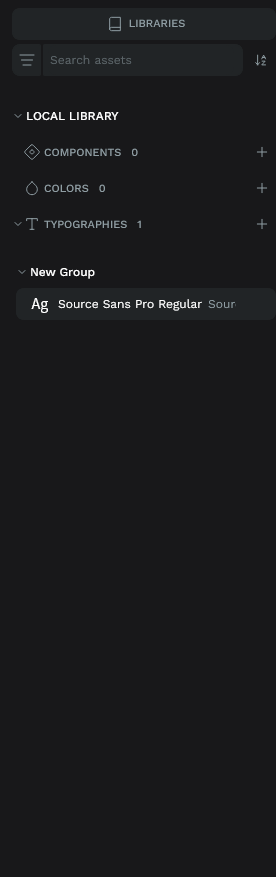 LIBRARIES
Search assets
LOCAL LIBRARY
COMPONENTS 0
COLORS 0
TYPOGRAPHIES 1
New Group
Ag Source Sans Pro Regular Sour